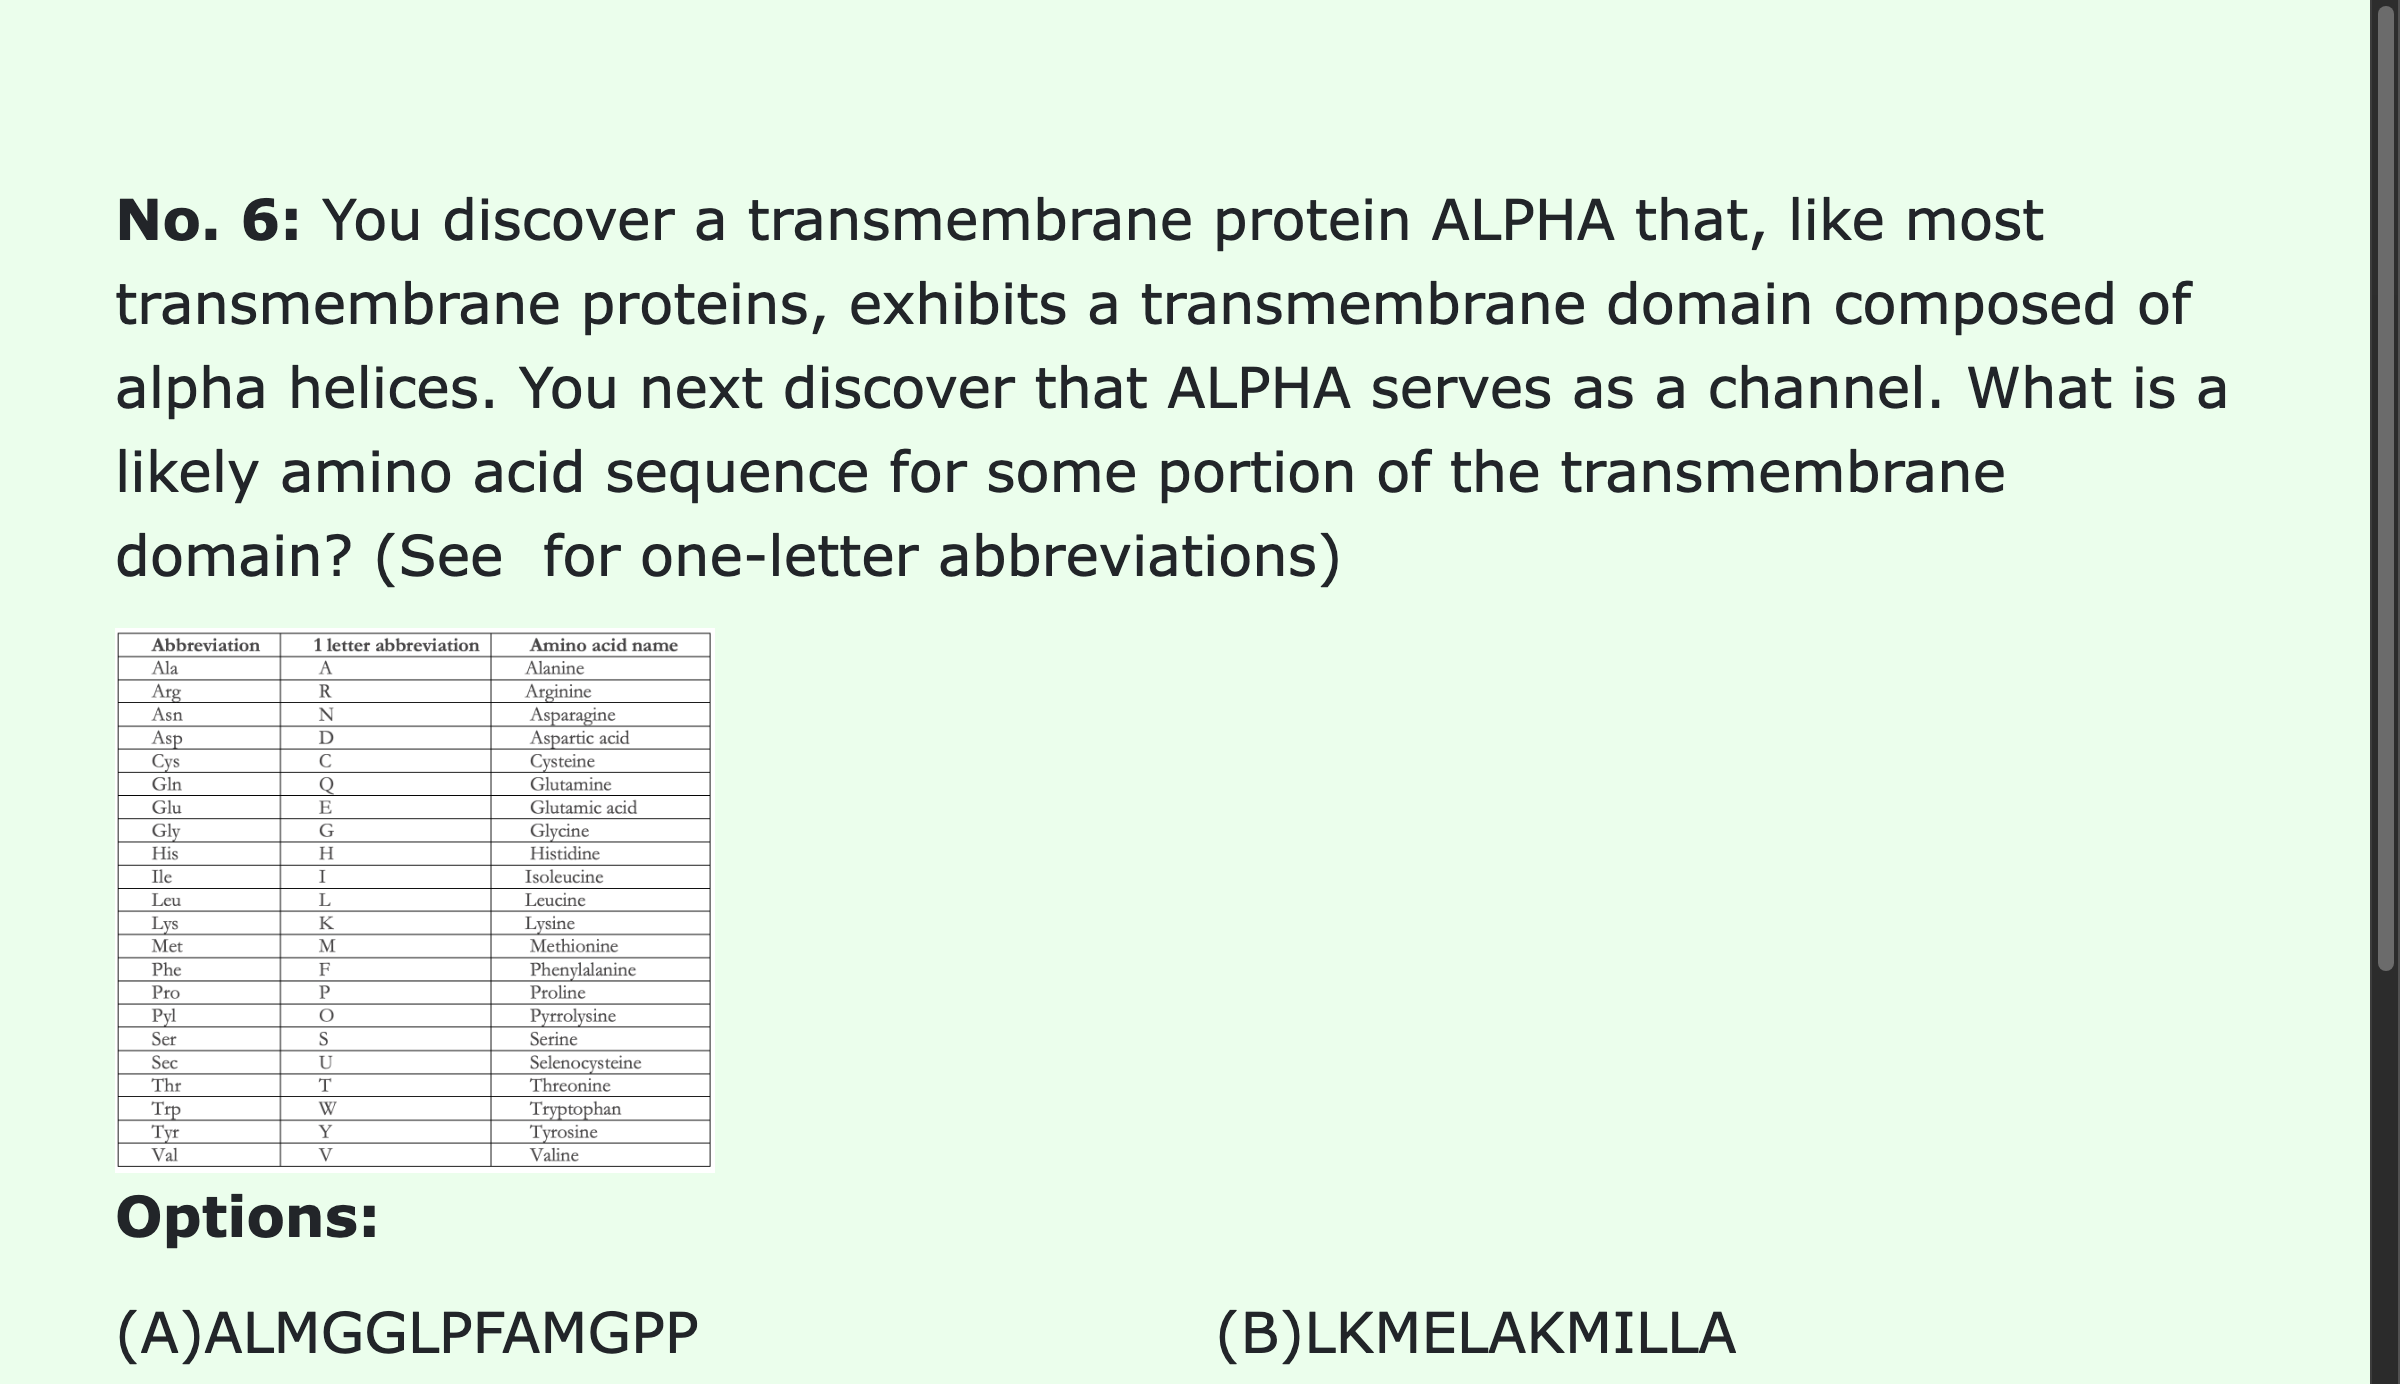 No. 6: You discover a transmembrane protein ALPHA that, like most
transmembrane proteins, exhibits a transmembrane domain composed of
alpha helices. You next discover that ALPHA serves as a channel. What is a
likely amino acid sequence for some portion of the transmembrane
domain? (See  for one-letter abbreviations)
Abbreviation 1 letter abbreviation Amino acid name
Ala A Alanine
Arg R Arginine
Asn N Asparagine
Asp D Aspartic acid
Cys C Cysteine
Gln Q Glutamine
Glu E Glutamic acid
Gly G Glycine
His H Histidine
Ile I Isoleucine
Leu L Leucine
Lys K Lysine
Met M Methionine
Phe F Phenylalanine
Pro P Proline
Pyl O Pyrrolysine
Ser S Serine
Sec U Selenocysteine
Thr T Threonine
Trp W Tryptophan
Tyr Y Tyrosine
Val V Valine
Options:
(A)ALMGGLPFAMGPP (B)LKMELAKMILLA